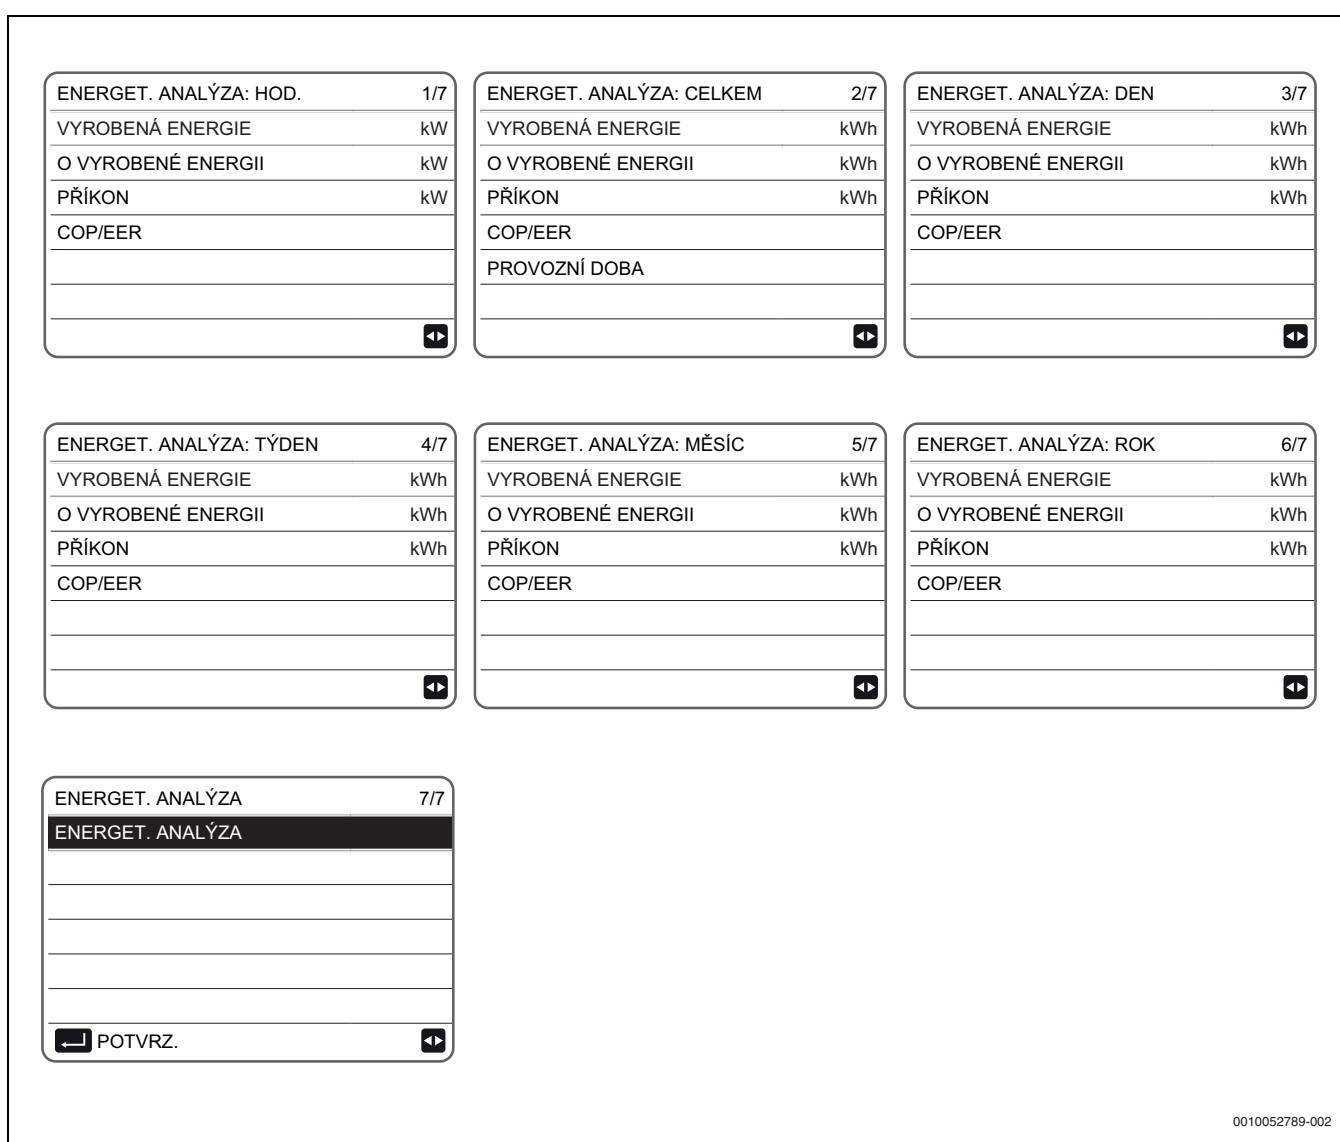 ENERGET. ANALÝZA: HOD. 1/7
VYROBENÁ ENERGIE kW
O VYROBENÉ ENERGII kW
PŘÍKON kW
COP/EER
ENERGET. ANALÝZA: CELKEM 2/7
VYROBENÁ ENERGIE kWh
O VYROBENÉ ENERGII kWh
PŘÍKON kWh
COP/EER
PROVOZNÍ DOBA
ENERGET. ANALÝZA: DEN 3/7
VYROBENÁ ENERGIE kWh
O VYROBENÉ ENERGII kWh
PŘÍKON kWh
COP/EER
ENERGET. ANALÝZA: TÝDEN 4/7
VYROBENÁ ENERGIE kWh
O VYROBENÉ ENERGII kWh
PŘÍKON kWh
COP/EER
ENERGET. ANALÝZA: MĚSÍC 5/7
VYROBENÁ ENERGIE kWh
O VYROBENÉ ENERGII kWh
PŘÍKON kWh
COP/EER
ENERGET. ANALÝZA: ROK 6/7
VYROBENÁ ENERGIE kWh
O VYROBENÉ ENERGII kWh
PŘÍKON kWh
COP/EER
ENERGET. ANALÝZA 7/7
ENERGET. ANALÝZA
POTVRZ.
0010052789-002